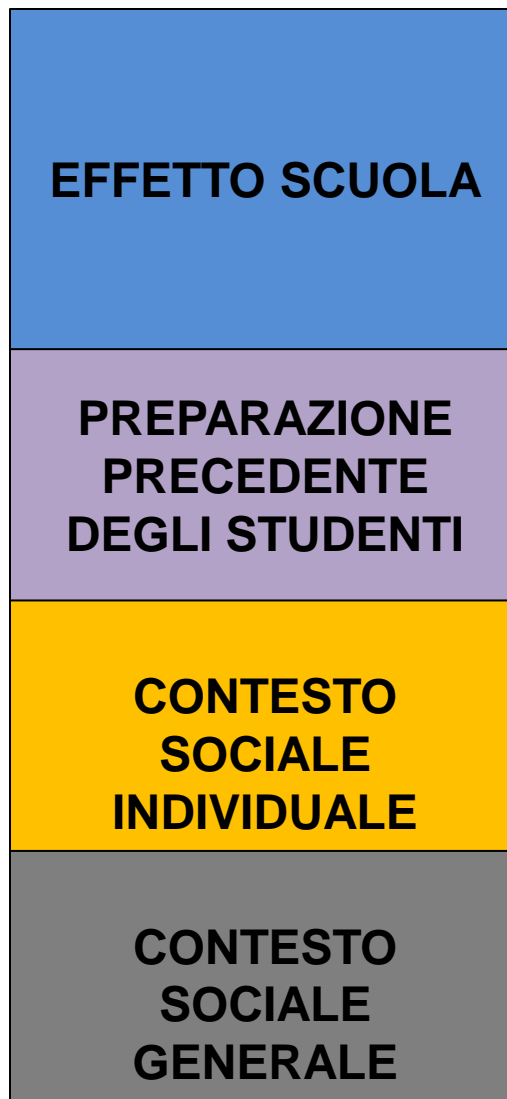 EFFETTO SCUOLA
PREPARAZIONE
PRECEDENTE
DEGLI STUDENTI
CONTESTO
SOCIALE
INDIVIDUALE
CONTESTO
SOCIALE
GENERALE